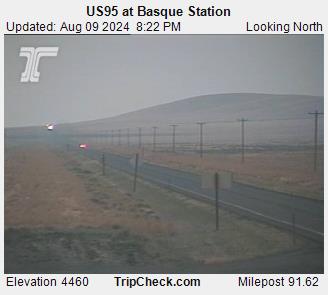 US95 at Basque Station
Updated: Aug 09 2024 8:22 PM Looking North
Elevation 4460 TripCheck.com Milepost 91.62